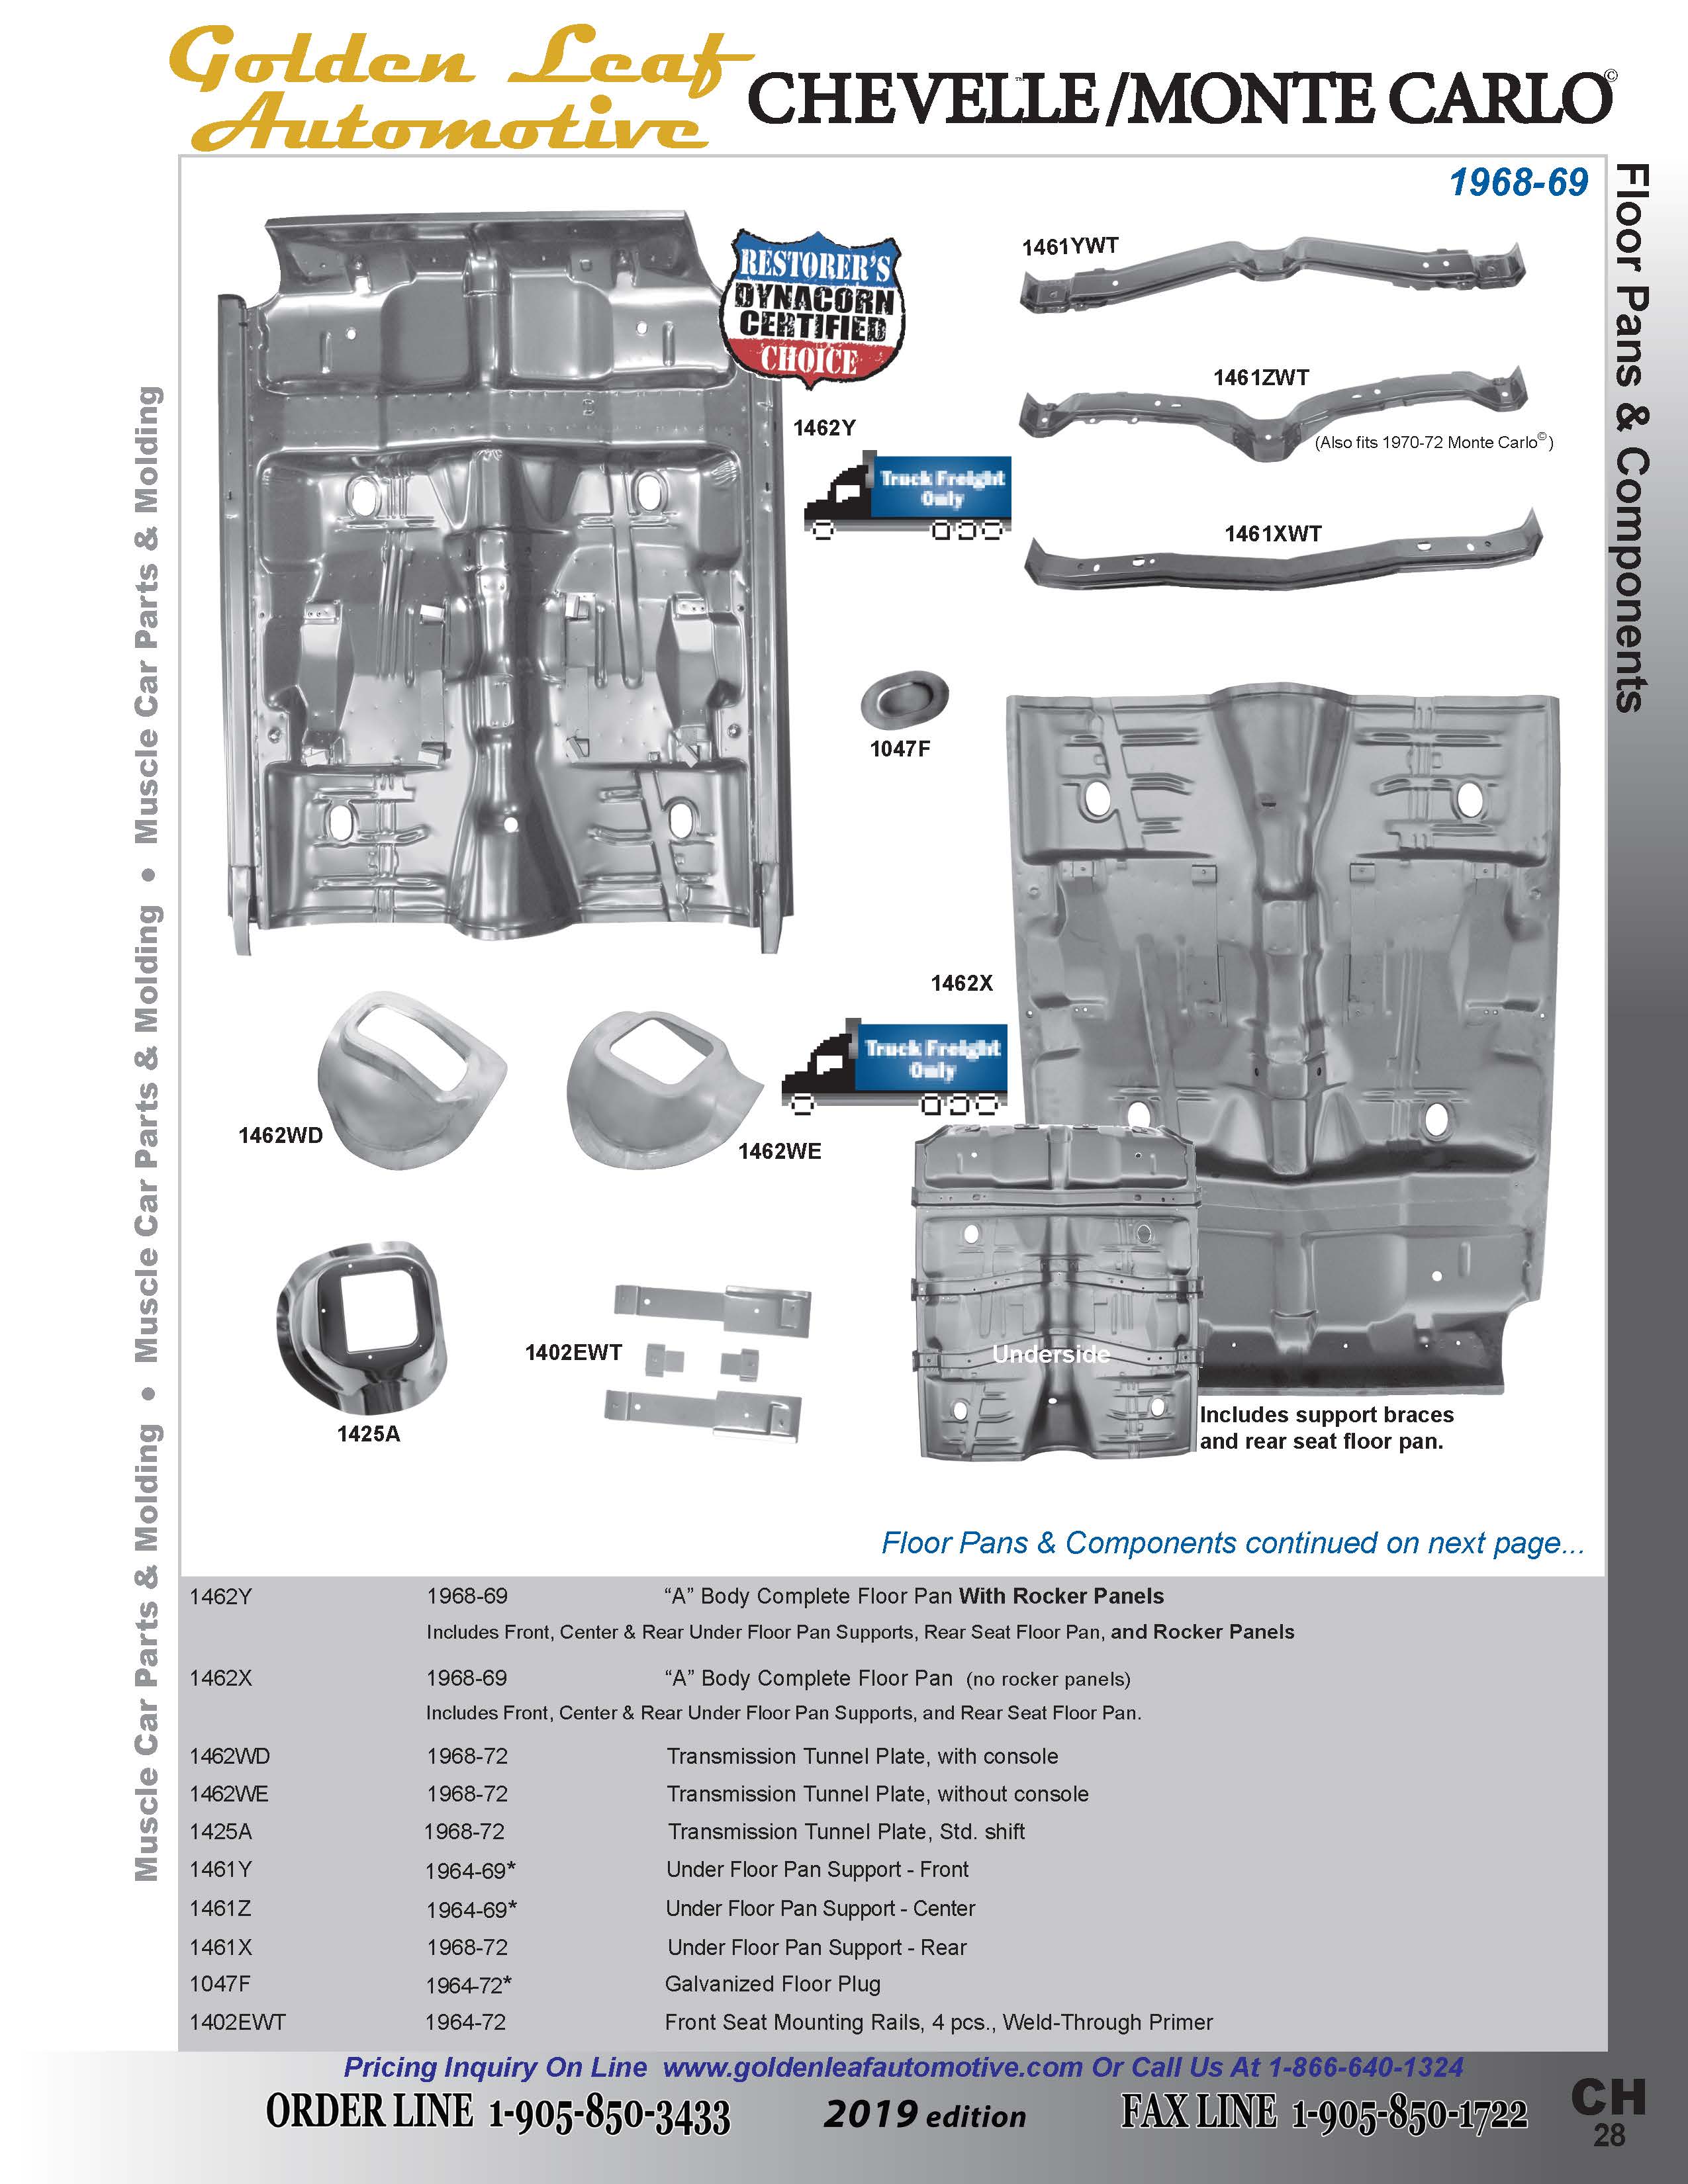 Golden Leaf
Automotive
CHEVELLE™/MONTE CARLO©
1968-69
Floor Pans & Components
Muscle Car Parts & Molding • Muscle Car Parts & Molding • Muscle Car Parts & Molding
RESTORER'S
DYNACORN
CERTIFIED
CHOICE
1461YWT
1461ZWT
(Also fits 1970-72 Monte Carlo©)
1462Y
Truck Freight
Only
1461XWT
1047F
1462X
Truck Freight
Only
1462WD
1462WE
1402EWT
Underside
1425A
Includes support braces
and rear seat floor pan.
Floor Pans & Components continued on next page...
1462Y 1968-69 “A” Body Complete Floor Pan With Rocker Panels
Includes Front, Center & Rear Under Floor Pan Supports, Rear Seat Floor Pan, and Rocker Panels
1462X 1968-69 “A” Body Complete Floor Pan (no rocker panels)
Includes Front, Center & Rear Under Floor Pan Supports, and Rear Seat Floor Pan.
1462WD 1968-72 Transmission Tunnel Plate, with console
1462WE 1968-72 Transmission Tunnel Plate, without console
1425A 1968-72 Transmission Tunnel Plate, Std. shift
1461Y 1964-69* Under Floor Pan Support - Front
1461Z 1964-69* Under Floor Pan Support - Center
1461X 1968-72 Under Floor Pan Support - Rear
1047F 1964-72* Galvanized Floor Plug
1402EWT 1964-72 Front Seat Mounting Rails, 4 pcs., Weld-Through Primer
Pricing Inquiry On Line www.goldenleafautomotive.com Or Call Us At 1-866-640-1324
ORDER LINE 1-905-850-3433 2019 edition FAX LINE 1-905-850-1722
CH
28